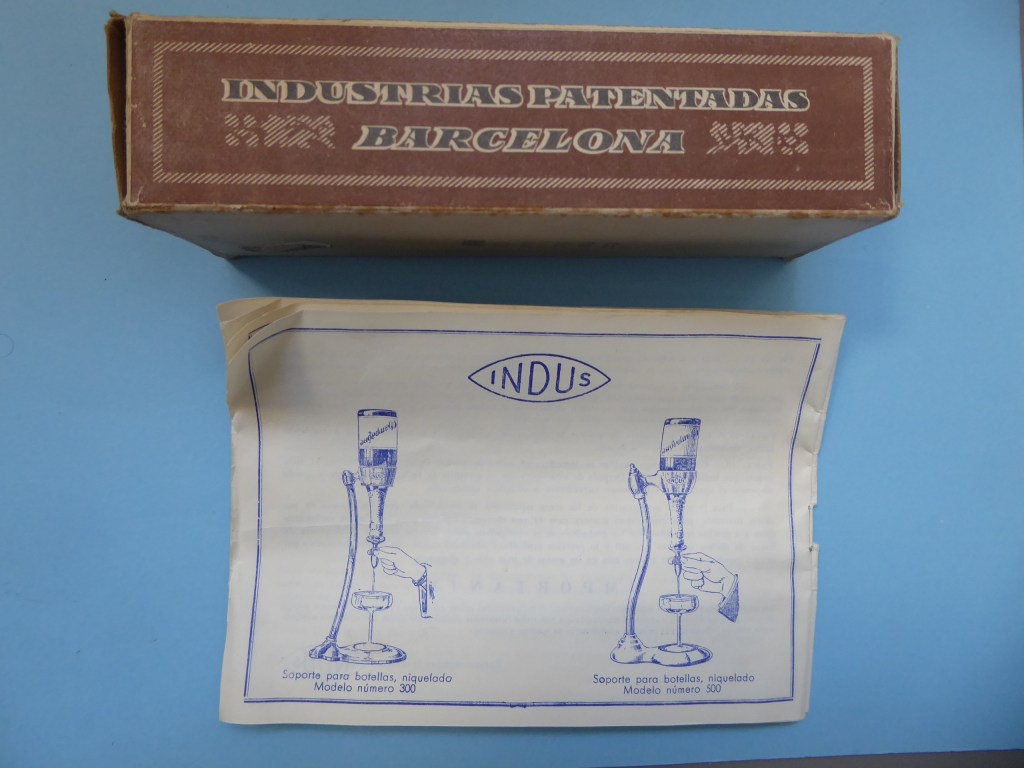 INDUSTRIAS PATENTADAS
BARCELONA
INDUS
Soporte para botellas, niquelado
Modelo número 300
Soporte para botellas, niquelado
Modelo número 500